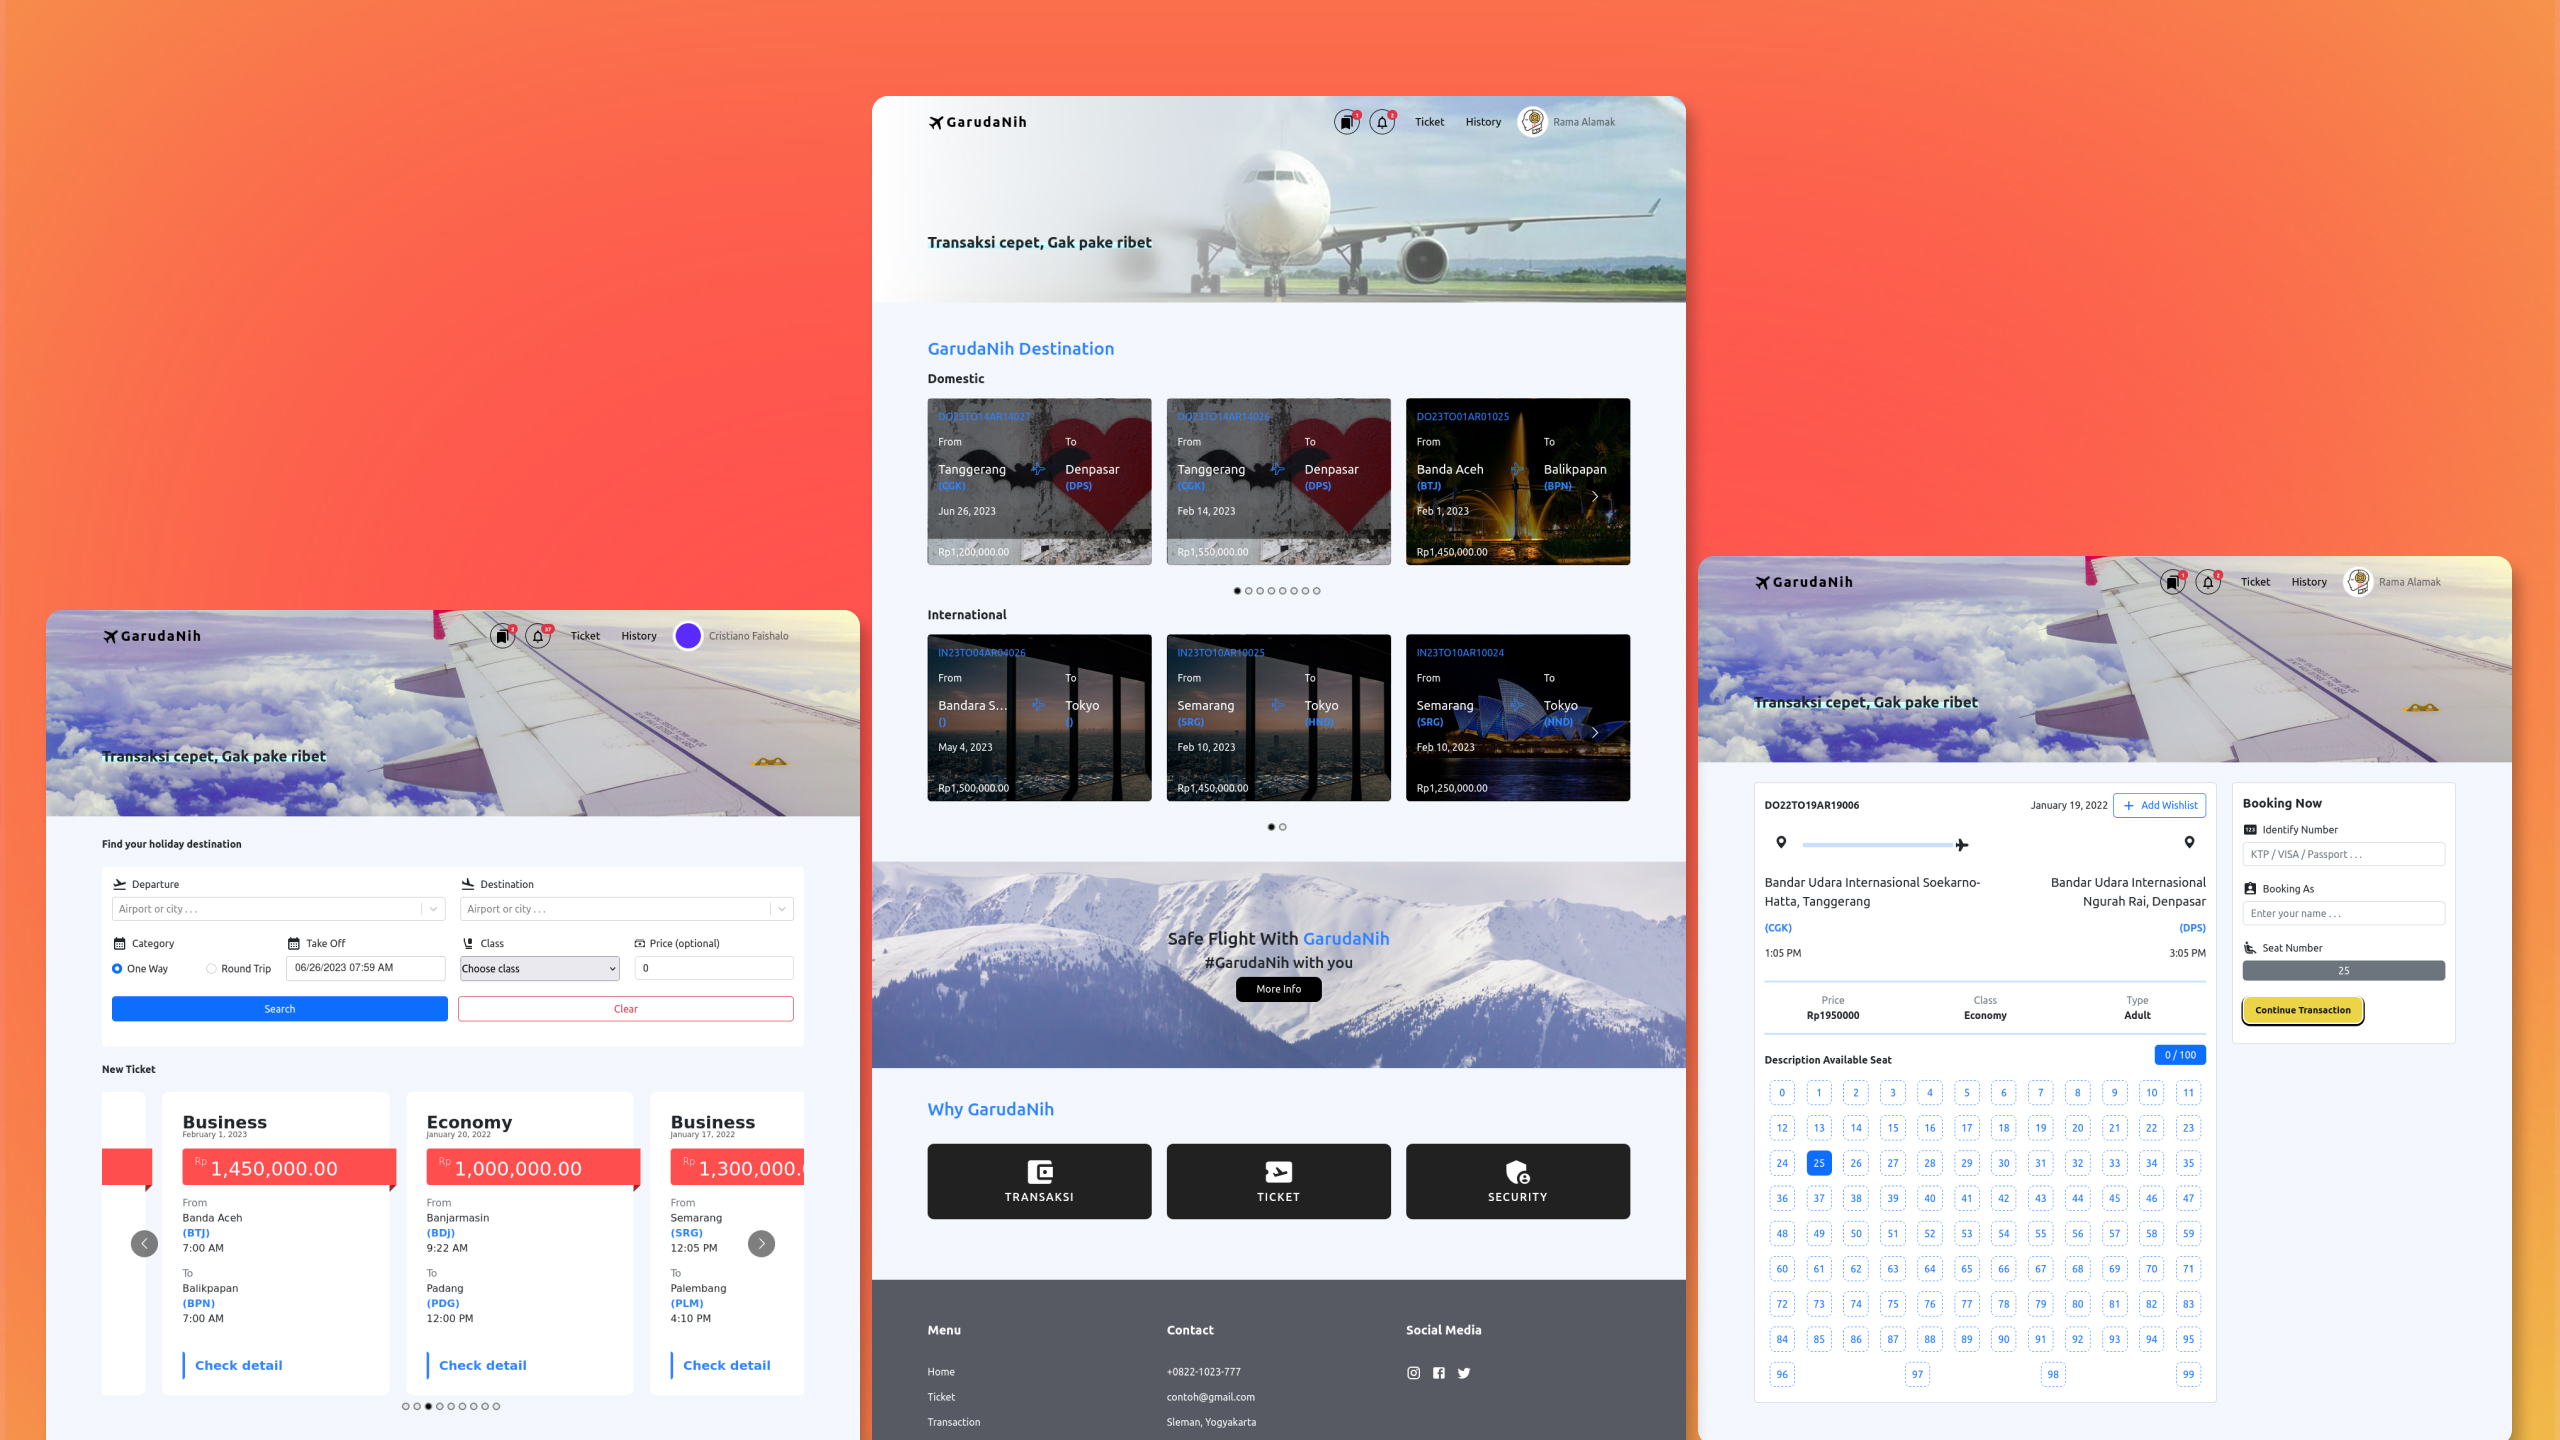 GarudaNih
Ticket
History
Cristiano Faishalo
Transaksi cepet, Gak pake ribet
Find your holiday destination
Departure
Destination
Airport or city . . .
Airport or city . . .
Category
Take Off
Class
Price (optional)
One Way
Round Trip
06/26/2023 07:59 AM
Choose class
0
Search
Clear
New Ticket
Business
February 1, 2023
Rp 1,450,000.00
From
Banda Aceh
(BTJ)
7:00 AM
To
Balikpapan
(BPN)
7:00 AM
Check detail
Economy
January 20, 2022
Rp 1,000,000.00
From
Banjarmasin
(BDJ)
9:22 AM
To
Padang
(PDG)
12:00 PM
Check detail
Business
January 17, 2022
Rp 1,300,000.
From
Semarang
(SRG)
12:05 PM
To
Palembang
(PLM)
4:10 PM
Check detail
GarudaNih
Ticket
History
Rama Alamak
Transaksi cepet, Gak pake ribet
GarudaNih Destination
Domestic
DO23TO14AR14027
From To
Tanggerang Denpasar
(CGK) (DPS)
Jun 26, 2023
Rp1,200,000.00
DO23TO14AR14026
From To
Tanggerang Denpasar
(CGK) (DPS)
Feb 14, 2023
Rp1,550,000.00
DO23TO01AR01025
From To
Banda Aceh Balikpapan
(BTJ) (BPN)
Feb 1, 2023
Rp1,450,000.00
International
IN23TO04AR04026
From To
Bandara S... Tokyo
() ()
May 4, 2023
Rp1,500,000.00
IN23TO10AR10025
From To
Semarang Tokyo
(SRG) (HND)
Feb 10, 2023
Rp1,450,000.00
IN23TO10AR10024
From To
Semarang Tokyo
(SRG) (HND)
Feb 10, 2023
Rp1,250,000.00
Safe Flight With GarudaNih
#GarudaNih with you
More Info
Why GarudaNih
TRANSAKSI
TICKET
SECURITY
Menu
Home
Ticket
Transaction
Contact
+0822-1023-777
contoh@gmail.com
Sleman, Yogyakarta
Social Media
GarudaNih
Ticket
History
Rama Alamak
Transaksi cepet, Gak pake ribet
DO22TO19AR19006
January 19, 2022
+ Add Wishlist
Bandar Udara Internasional Soekarno-
Hatta, Tanggerang
(CGK)
1:05 PM
Bandar Udara Internasional
Ngurah Rai, Denpasar
(DPS)
3:05 PM
Price
Rp1950000
Class
Economy
Type
Adult
Description Available Seat
0 / 100
0 1 2 3 4 5 6 7 8 9 10 11
12 13 14 15 16 17 18 19 20 21 22 23
24 25 26 27 28 29 30 31 32 33 34 35
36 37 38 39 40 41 42 43 44 45 46 47
48 49 50 51 52 53 54 55 56 57 58 59
60 61 62 63 64 65 66 67 68 69 70 71
72 73 74 75 76 77 78 79 80 81 82 83
84 85 86 87 88 89 90 91 92 93 94 95
96 97 98 99
Booking Now
123 Identify Number
KTP / VISA / Passport . . .
Booking As
Enter your name . . .
Seat Number
25
Continue Transaction